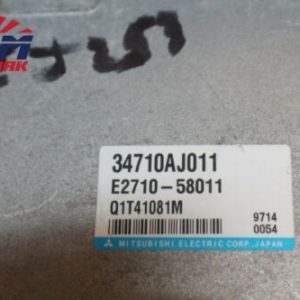 34710AJ011
E2710-58011
Q1T41081M
9714
0054
MITSUBISHI ELECTRIC CORP.,JAPAN